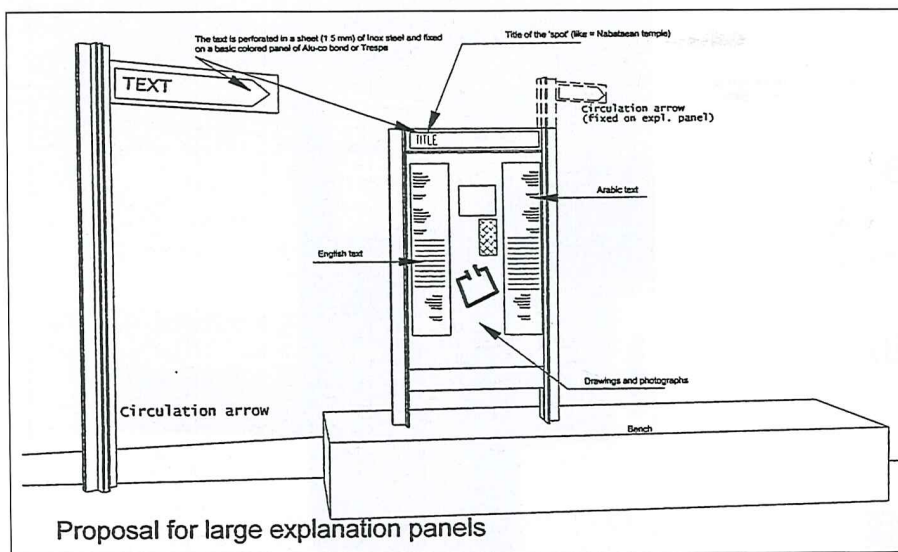 The text is perforated in a sheet (1 5 mm) of Inox steel and fixed
on a basic colored panel of Alu-co bond or Trespa
Title of the 'spot' (like = Nabataean temple)
TEXT
Circulation arrow
(fixed on expl. panel)
TITLE
Arabic text
English text
Drawings and photographs
Circulation arrow
Bench
Proposal for large explanation panels